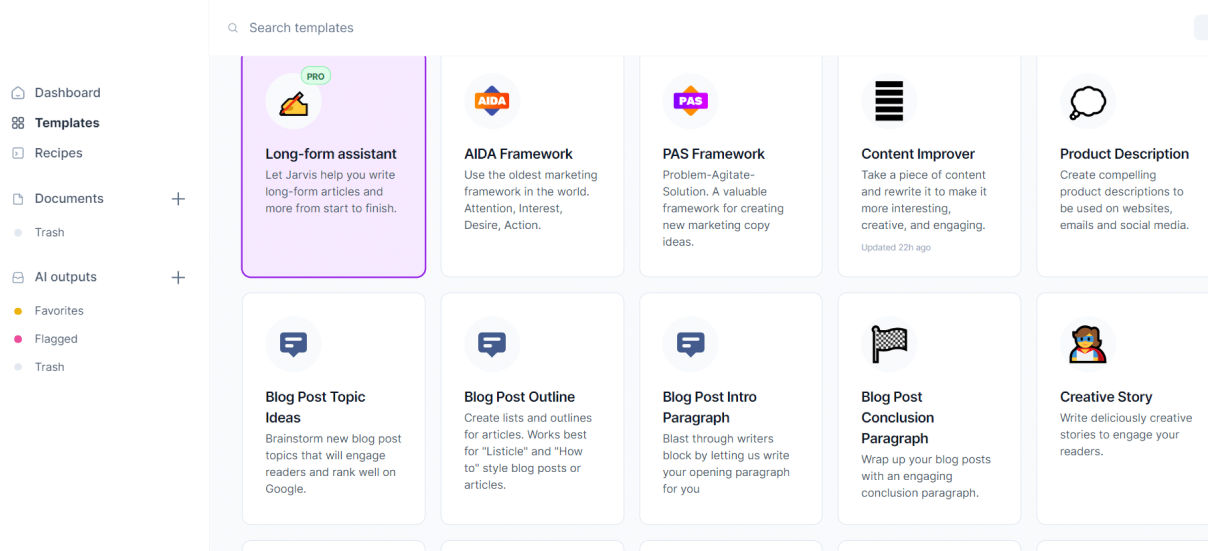 Search templates
Dashboard
Templates
Recipes
Documents
Trash
AI outputs
Favorites
Flagged
Trash
PRO
Long-form assistant
Let Jarvis help you write
long-form articles and
more from start to finish.
AIDA
AIDA Framework
Use the oldest marketing
framework in the world.
Attention, Interest,
Desire, Action.
PAS
PAS Framework
Problem-Agitate-
Solution. A valuable
framework for creating
new marketing copy
ideas.
Content Improver
Take a piece of content
and rewrite it to make it
more interesting,
creative, and engaging.
Updated 22h ago
Product Description
Create compelling
product descriptions to
be used on websites,
emails and social media.
Blog Post Topic
Ideas
Brainstorm new blog post
topics that will engage
readers and rank well on
Google.
Blog Post Outline
Create lists and outlines
for articles. Works best
for "Listicle" and "How
to" style blog posts or
articles.
Blog Post Intro
Paragraph
Blast through writers
block by letting us write
your opening paragraph
for you
Blog Post
Conclusion
Paragraph
Wrap up your blog posts
with an engaging
conclusion paragraph.
Creative Story
Write deliciously creative
stories to engage your
readers.